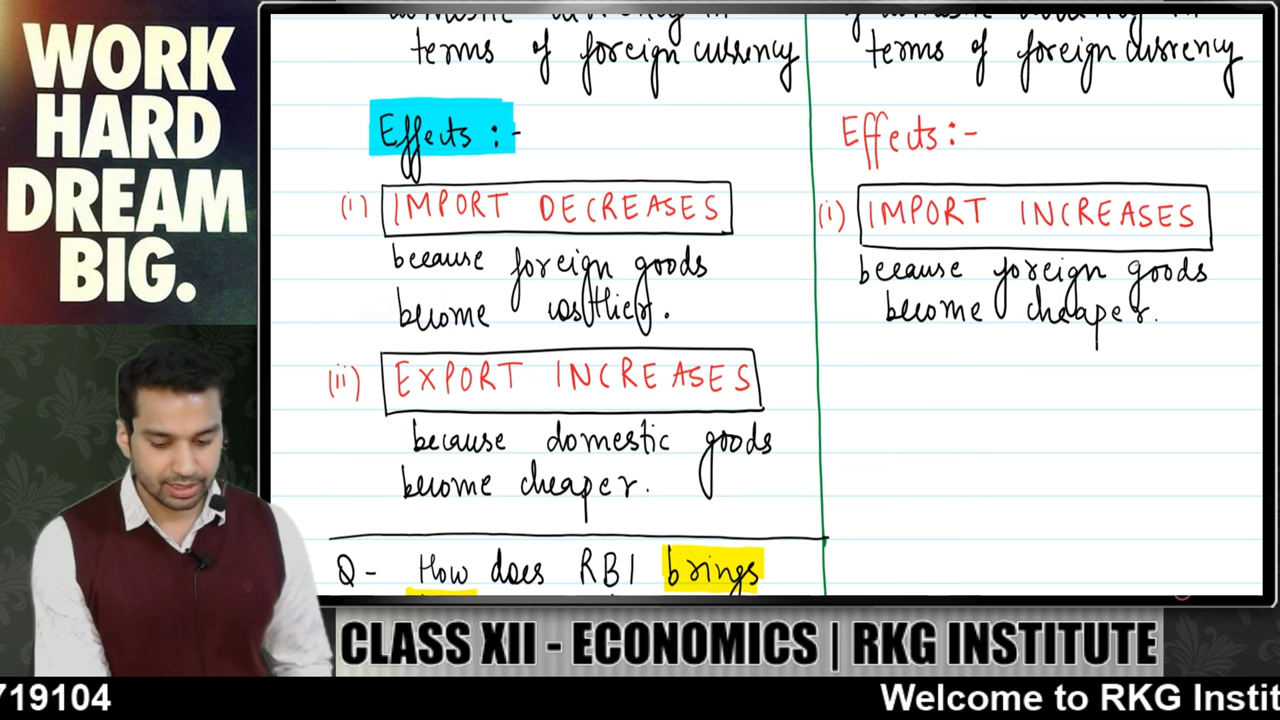 WORK
HARD
DREAM
BIG.
terms of foreign currency
Effects :-
(i) IMPORT DECREASES
because foreign goods
become costlier.
(ii) EXPORT INCREASES
because domestic goods
become cheaper.
Q- How does RBI brings
terms of foreign currency
Effects :-
(i) IMPORT INCREASES
because foreign goods
become cheaper.
CLASS XII - ECONOMICS | RKG INSTITUTE
719104
Welcome to RKG Instit